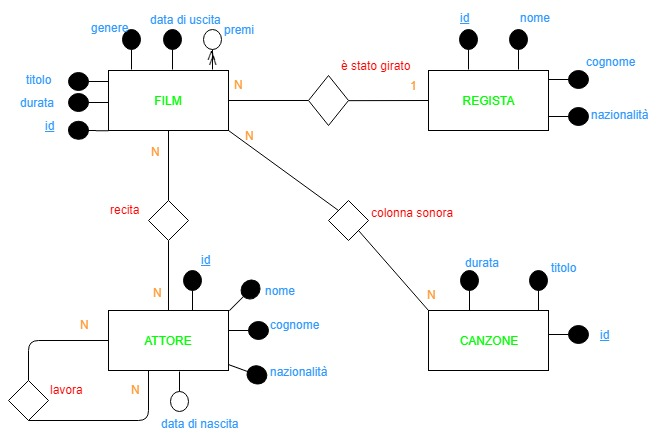 id
nome
genere
data di uscita
premi
è stato girato
cognome
titolo
N
durata
FILM
1
REGISTA
nazionalità
id
N
N
recita
colonna sonora
id
durata
titolo
nome
N
N
N
cognome
id
ATTORE
CANZONE
nazionalità
lavora
N
data di nascita